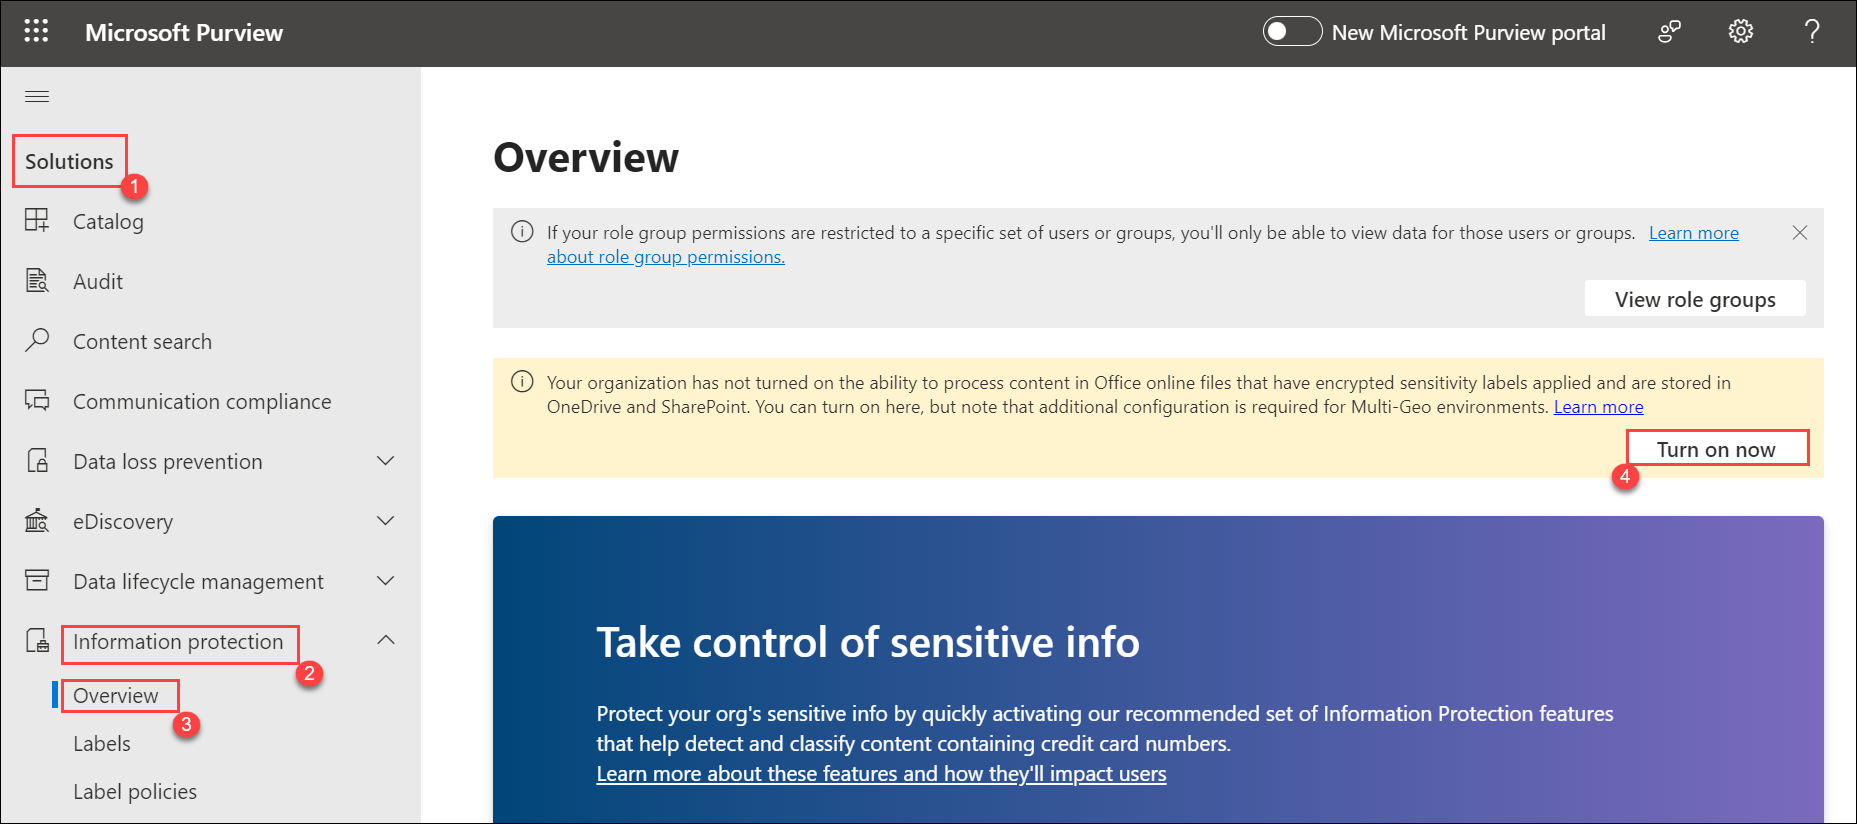 Microsoft Purview
New Microsoft Purview portal
?
Solutions
1
Catalog
Audit
Content search
Communication compliance
Data loss prevention
eDiscovery
Data lifecycle management
Information protection
2
Overview
3
Labels
Label policies
Overview
If your role group permissions are restricted to a specific set of users or groups, you'll only be able to view data for those users or groups. Learn more
about role group permissions.
View role groups
Your organization has not turned on the ability to process content in Office online files that have encrypted sensitivity labels applied and are stored in
OneDrive and SharePoint. You can turn on here, but note that additional configuration is required for Multi-Geo environments. Learn more
Turn on now
4
Take control of sensitive info
Protect your org's sensitive info by quickly activating our recommended set of Information Protection features
that help detect and classify content containing credit card numbers.
Learn more about these features and how they'll impact users